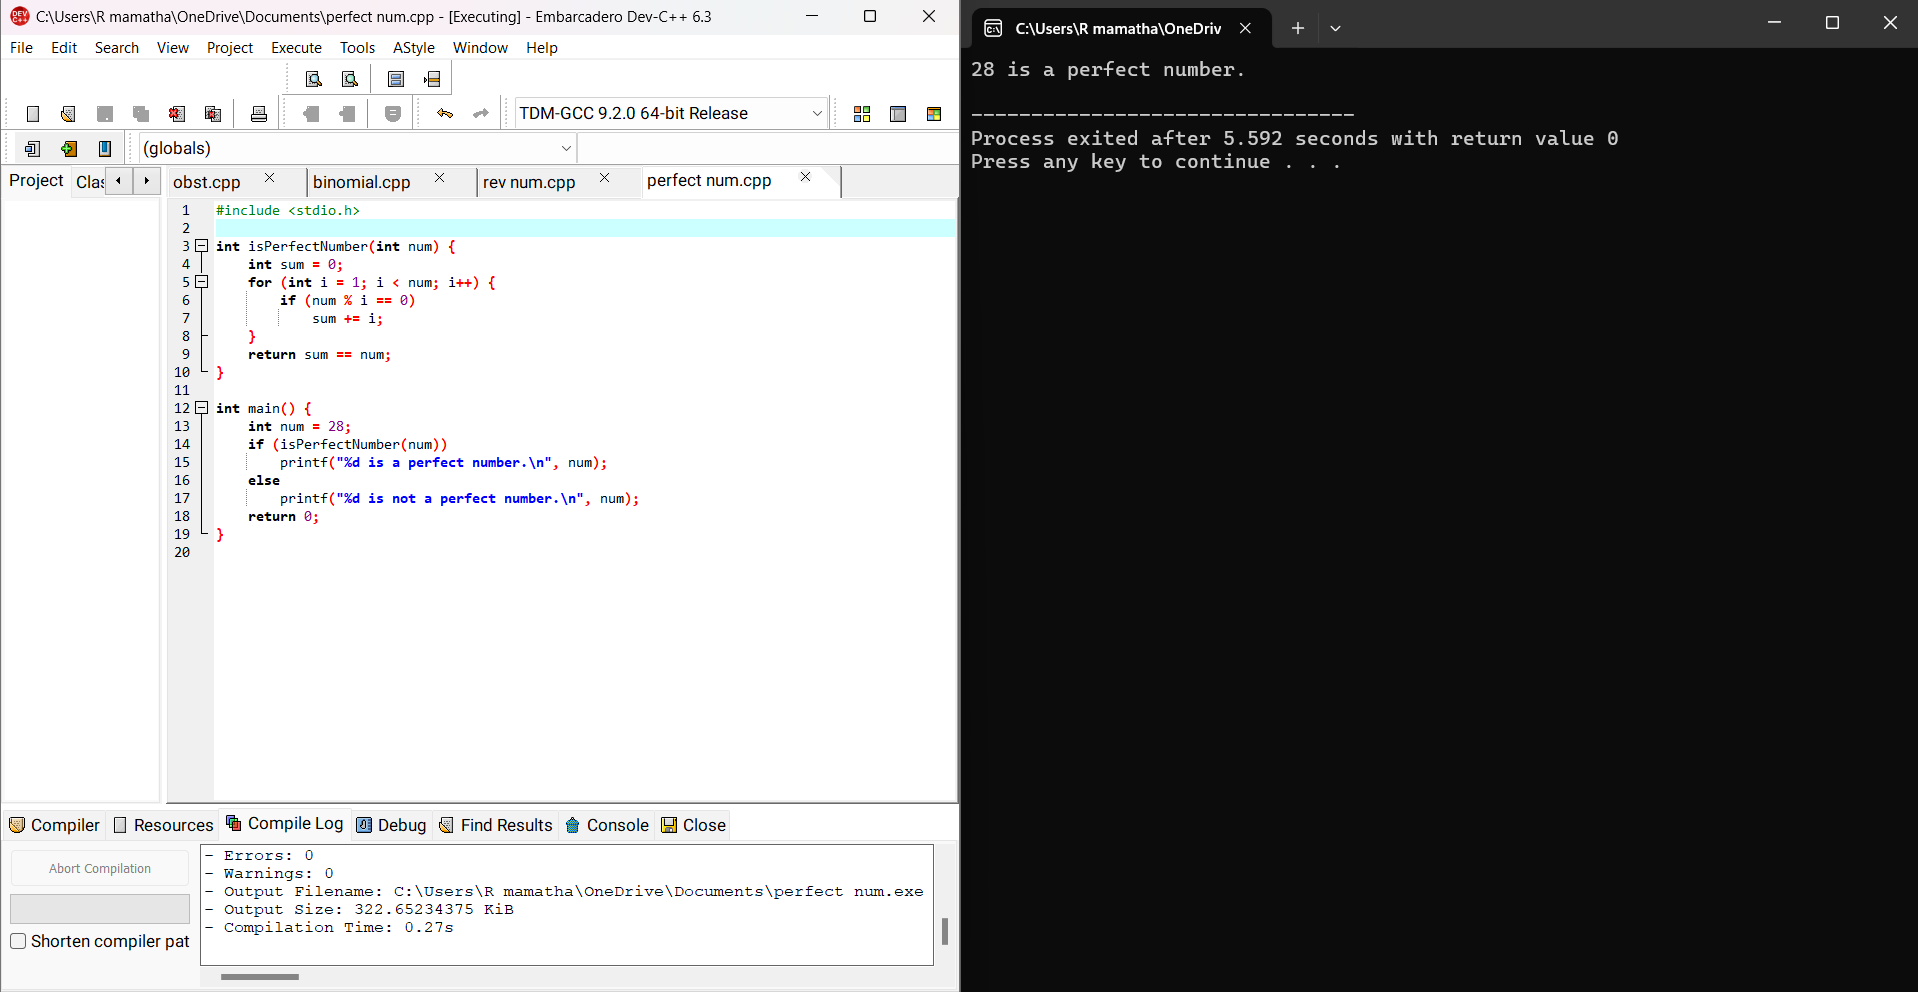 C:\Users\R mamatha\OneDrive\Documents\perfect num.cpp - [Executing] - Embarcadero Dev-C++ 6.3
File Edit Search View Project Execute Tools AStyle Window Help
TDM-GCC 9.2.0 64-bit Release
(globals)
Project Clas obst.cpp binomial.cpp rev num.cpp perfect num.cpp
1 #include <stdio.h>
2
3 int isPerfectNumber(int num) {
4     int sum = 0;
5     for (int i = 1; i < num; i++) {
6         if (num % i == 0)
7             sum += i;
8     }
9     return sum == num;
10 }
11
12 int main() {
13     int num = 28;
14     if (isPerfectNumber(num))
15         printf("%d is a perfect number.\n", num);
16     else
17         printf("%d is not a perfect number.\n", num);
18     return 0;
19 }
20
Compiler Resources Compile Log Debug Find Results Console Close
Abort Compilation
Shorten compiler pat
- Errors: 0
- Warnings: 0
- Output Filename: C:\Users\R mamatha\OneDrive\Documents\perfect num.exe
- Output Size: 322.65234375 KiB
- Compilation Time: 0.27s
C:\Users\R mamatha\OneDriv
28 is a perfect number.
--------------------------------
Process exited after 5.592 seconds with return value 0
Press any key to continue . . .